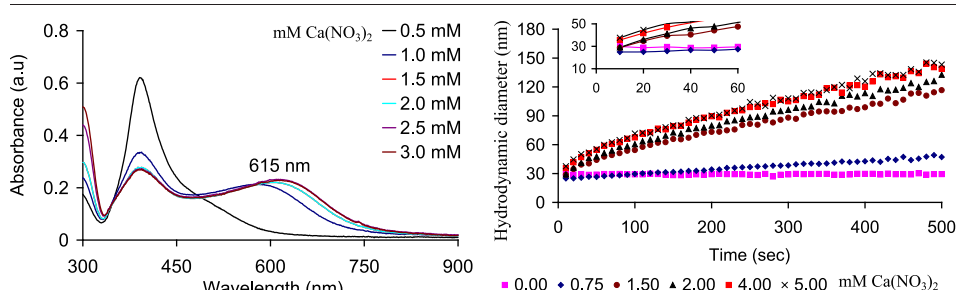 mM Ca(NO3)2
0.5 mM
1.0 mM
1.5 mM
2.0 mM
2.5 mM
3.0 mM
615 nm
Absorbance (a.u)
0.8
0.6
0.4
0.2
0
300 450 600 750 900
Wavelength (nm)
Hydrodynamic diameter (nm)
180
150
120
90
60
30
0
50
30
10
0 20 40 60
0 100 200 300 400 500
Time (sec)
0.00 0.75 1.50 2.00 4.00 5.00 mM Ca(NO3)2